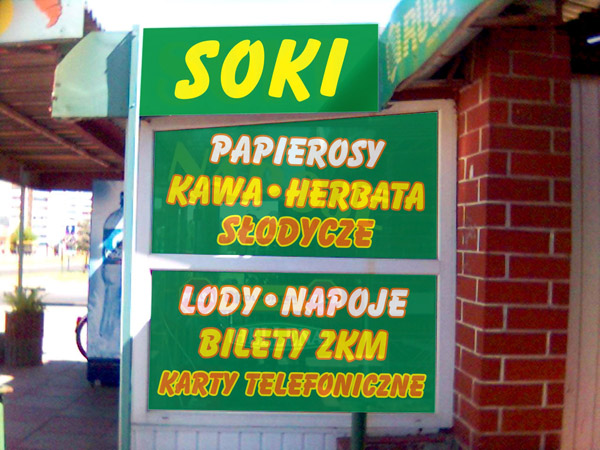 SOKI
PAPIEROSY
KAWA • HERBATA
SŁODYCZE
LODY • NAPOJE
BILETY ZKM
KARTY TELEFONICZNE